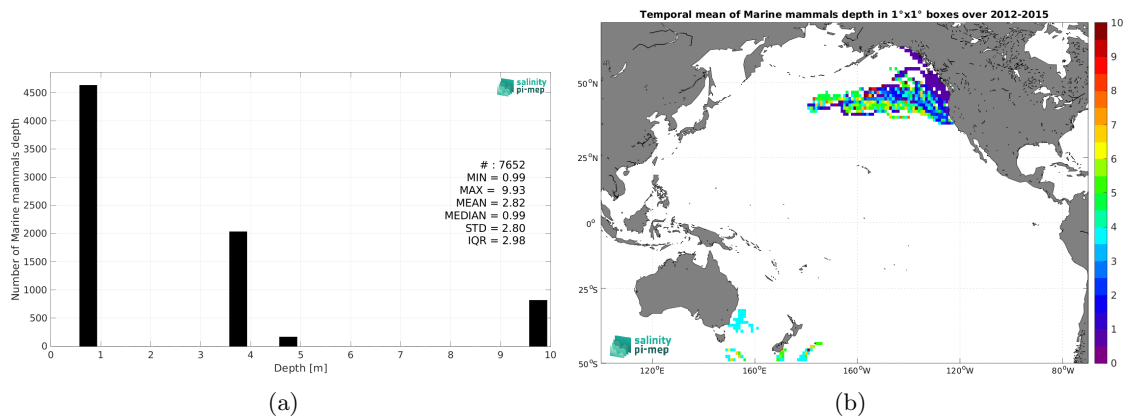 salinity
pi-mep
Number of Marine mammals depth
4500
4000
3500
3000
2500
2000
1500
1000
500
0
# : 7652
MIN = 0.99
MAX = 9.93
MEAN = 2.82
MEDIAN = 0.99
STD = 2.80
IQR = 2.98
0 1 2 3 4 5 6 7 8 9 10
Depth [m]
(a)
Temporal mean of Marine mammals depth in 1°x1° boxes over 2012-2015
50°N
25°N
0°
25°S
50°S
120°E 160°E 160°W 120°W 80°W
salinity
pi-mep
10
9
8
7
6
5
4
3
2
1
0
(b)